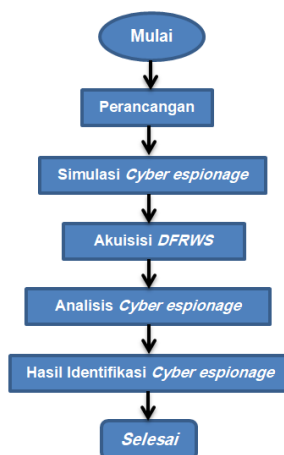 Mulai
Perancangan
Simulasi Cyber espionage
Akuisisi DFRWS
Analisis Cyber espionage
Hasil Identifikasi Cyber espionage
Selesai